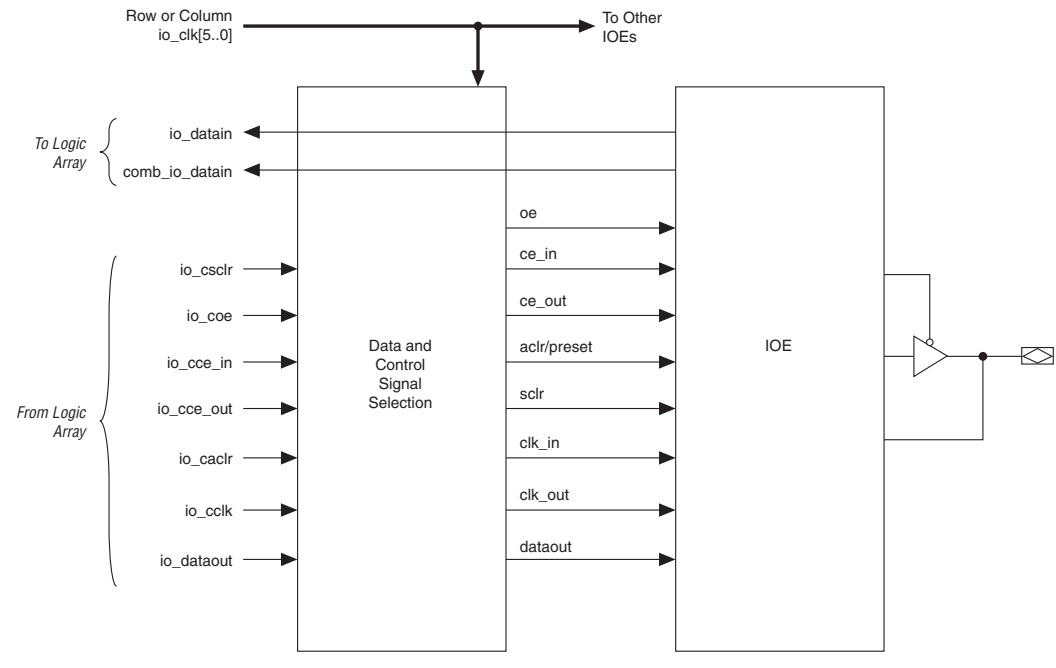 Row or Column
io_clk[5..0]
To Other
IOEs
To Logic
Array
io_datain
comb_io_datain
oe
ce_in
ce_out
aclr/preset
sclr
clk_in
clk_out
dataout
From Logic
Array
io_csclr
io_coe
io_cce_in
io_cce_out
io_caclr
io_cclk
io_dataout
Data and
Control
Signal
Selection
IOE